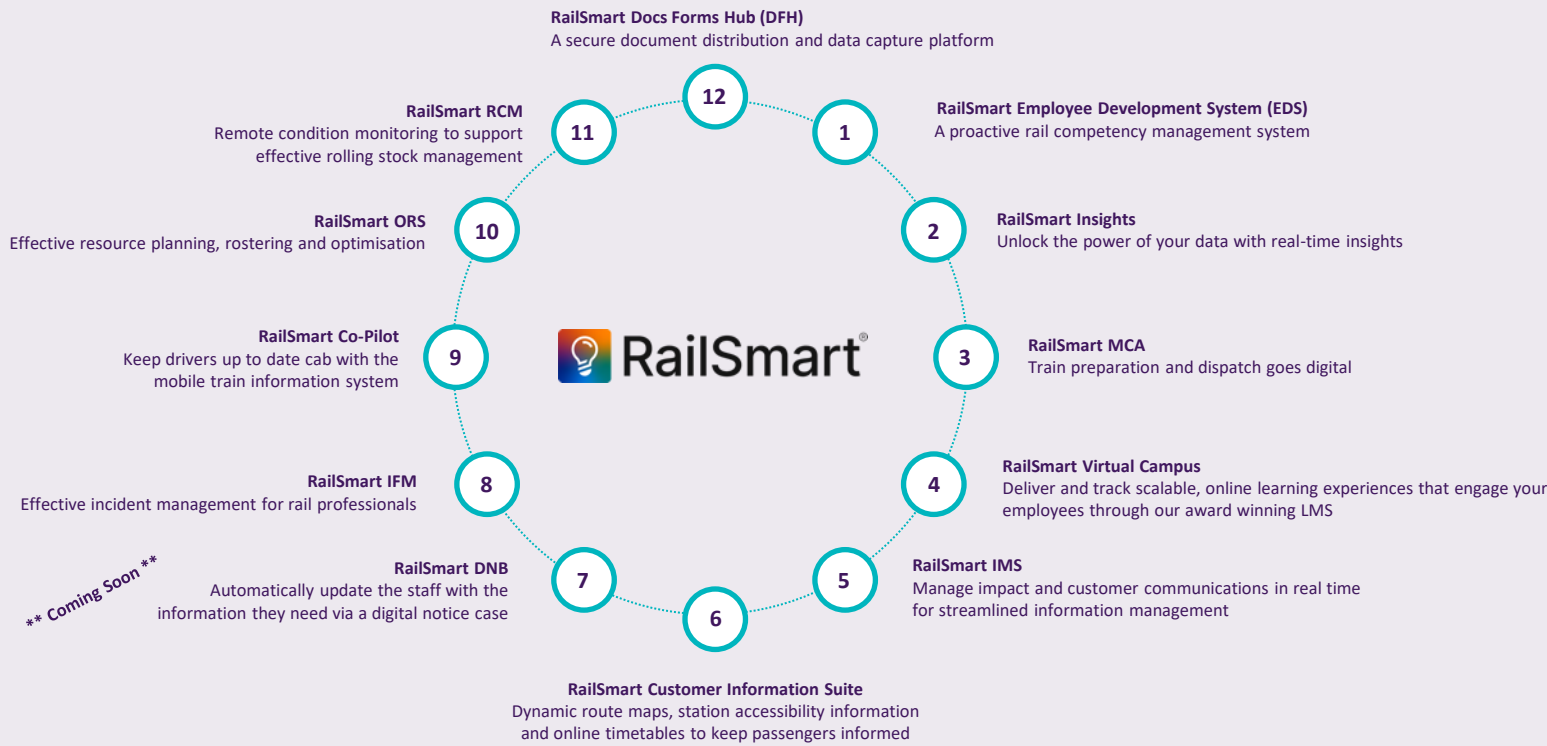 RailSmart Docs Forms Hub (DFH)
A secure document distribution and data capture platform
12
RailSmart Employee Development System (EDS)
A proactive rail competency management system
1
RailSmart Insights
Unlock the power of your data with real-time insights
2
RailSmart MCA
Train preparation and dispatch goes digital
3
RailSmart Virtual Campus
Deliver and track scalable, online learning experiences that engage your
employees through our award winning LMS
4
RailSmart IMS
Manage impact and customer communications in real time
for streamlined information management
5
6
RailSmart Customer Information Suite
Dynamic route maps, station accessibility information
and online timetables to keep passengers informed
RailSmart DNB
Automatically update the staff with the
information they need via a digital notice case
7
** Coming Soon **
RailSmart IFM
Effective incident management for rail professionals
8
RailSmart Co-Pilot
Keep drivers up to date cab with the
mobile train information system
9
RailSmart ORS
Effective resource planning, rostering and optimisation
10
RailSmart RCM
Remote condition monitoring to support
effective rolling stock management
11
RailSmart®